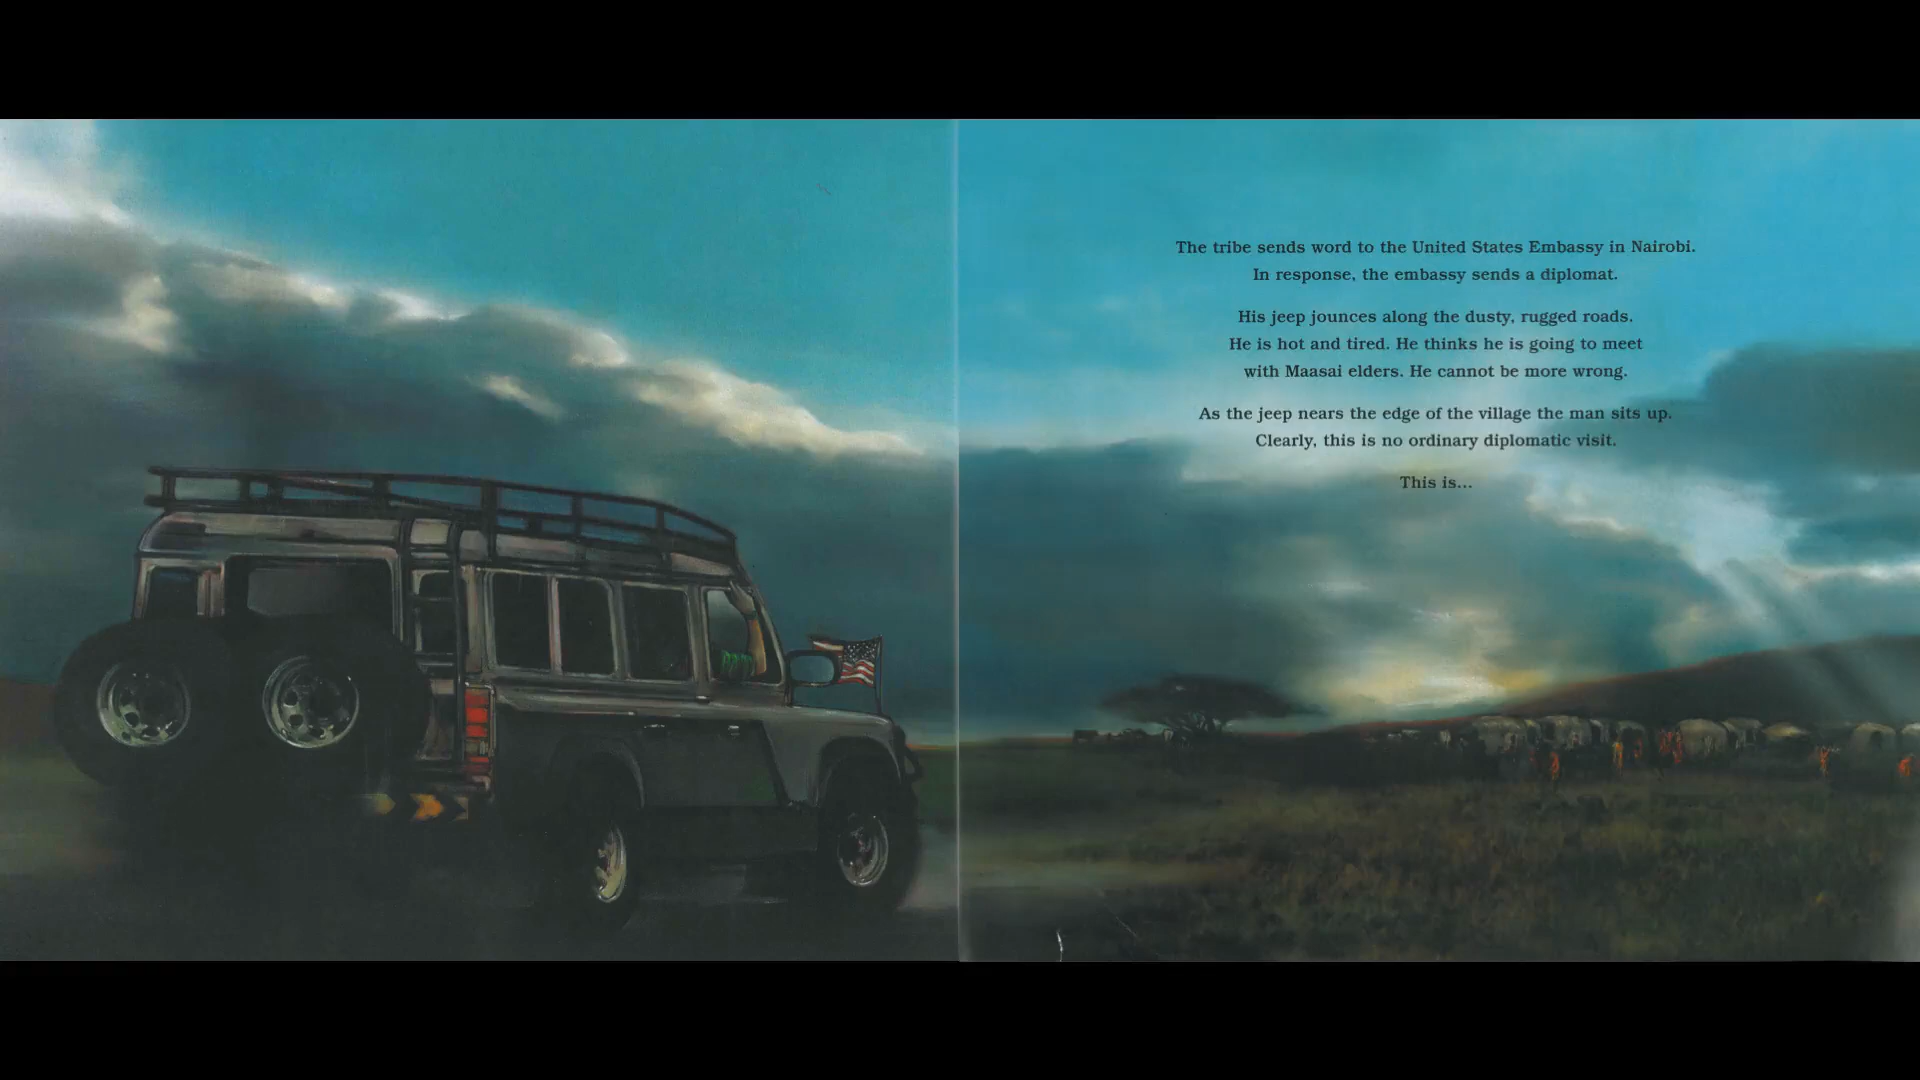 The tribe sends word to the United States Embassy in Nairobi.
In response, the embassy sends a diplomat.
His jeep jounces along the dusty, rugged roads.
He is hot and tired. He thinks he is going to meet
with Maasai elders. He cannot be more wrong.
As the jeep nears the edge of the village the man sits up.
Clearly, this is no ordinary diplomatic visit.
This is...